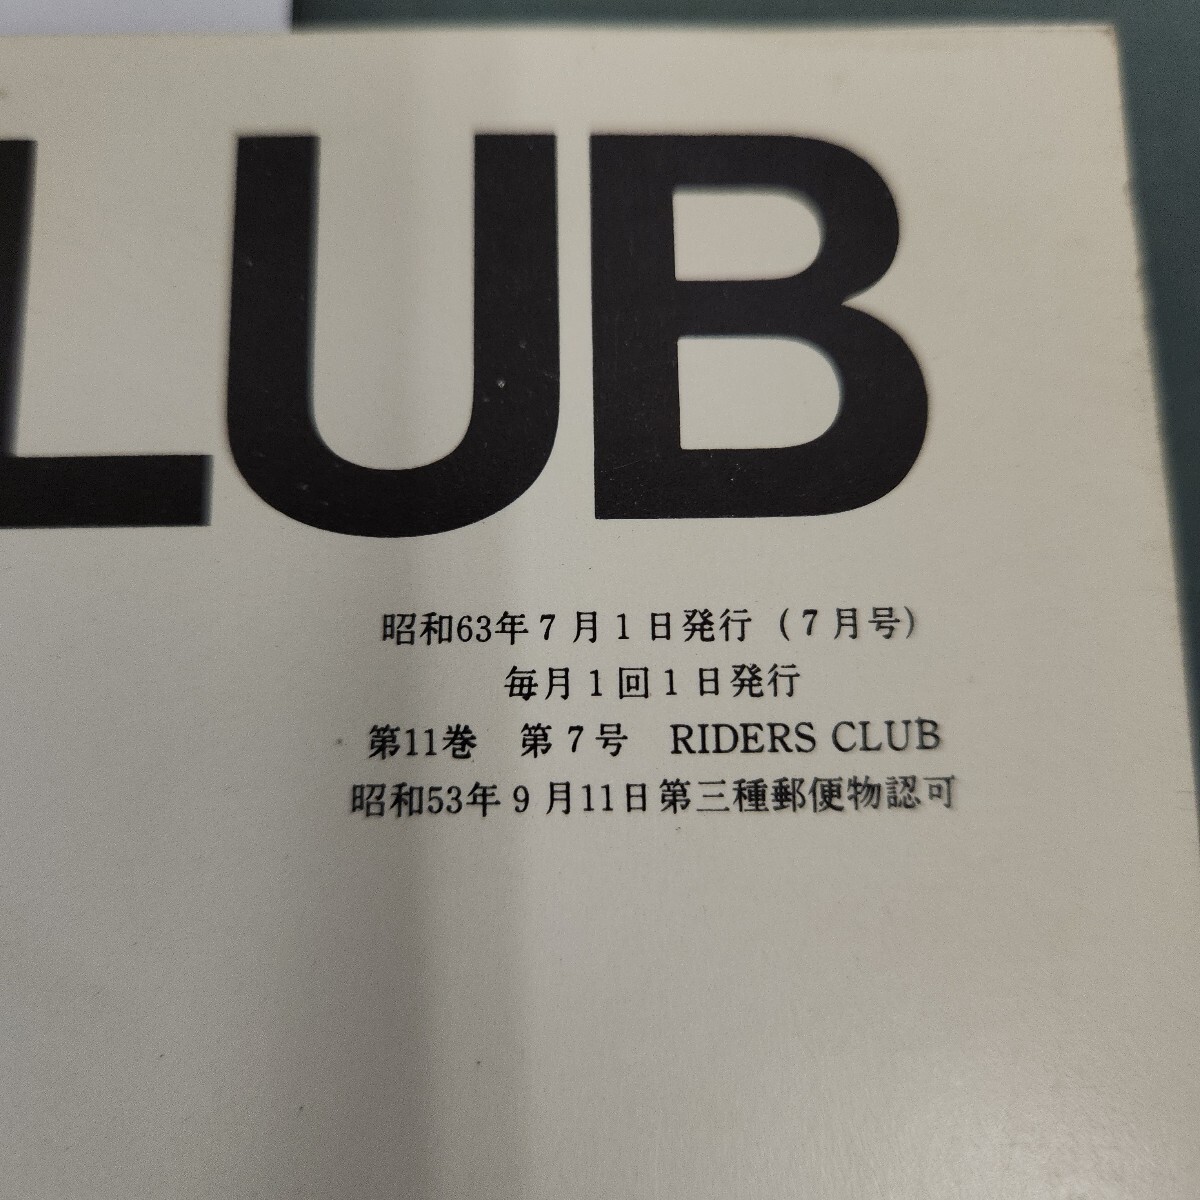 LUB
昭和63年7月1日発行(7月号)
毎月1回1日発行
第11巻　第7号　RIDERS CLUB
昭和53年9月11日第三種郵便物認可